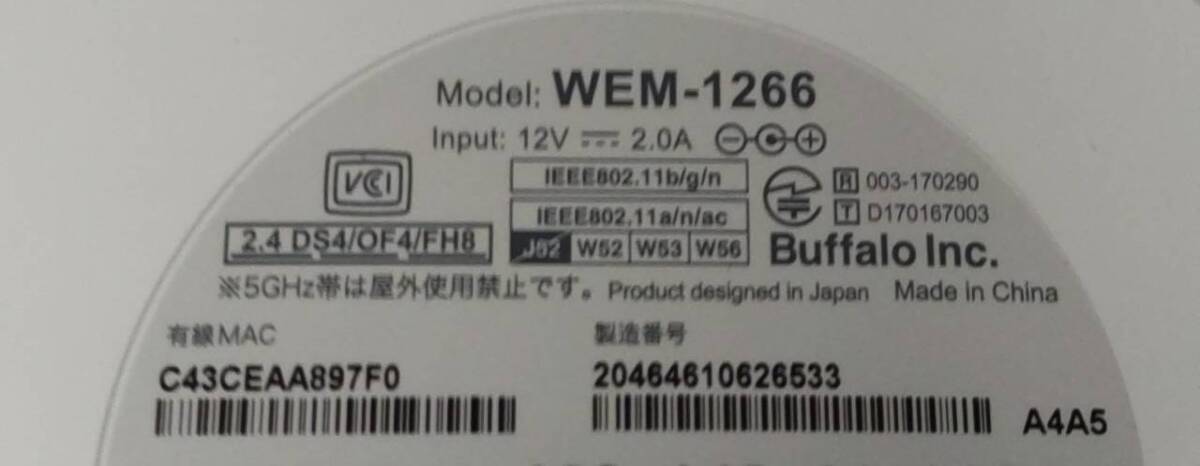 Model: WEM-1266
Input: 12V 2.0A
VCI
IEEE802.11b/g/n
R 003-170290
IEEE802.11a/n/ac
T D170167003
2.4 DS4/OF4/FH8
J52 W52 W53 W56
Buffalo Inc.
※5GHz帯は屋外使用禁止です。 Product designed in Japan Made in China
有線MAC 製造番号
C43CEAA897F0 20464610626533
A4A5